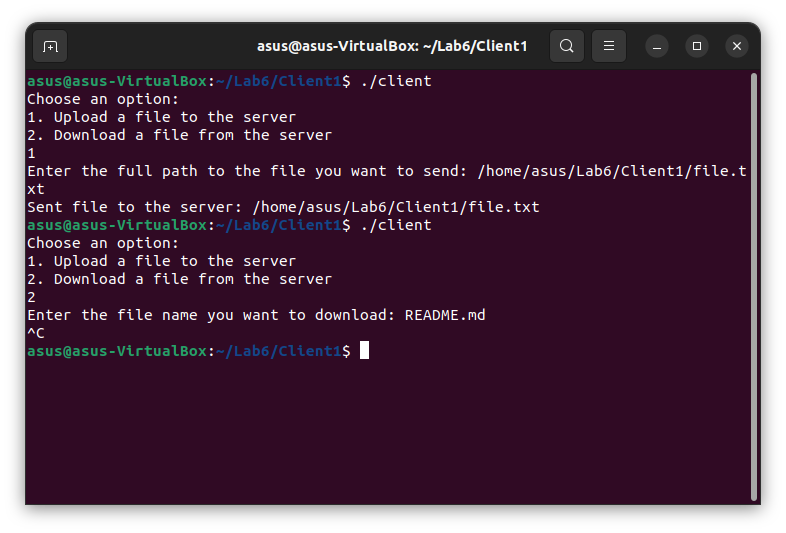 asus@asus-VirtualBox: ~/Lab6/Client1
asus@asus-VirtualBox:~/Lab6/Client1$ ./client
Choose an option:
1. Upload a file to the server
2. Download a file from the server
1
Enter the full path to the file you want to send: /home/asus/Lab6/Client1/file.t
xt
Sent file to the server: /home/asus/Lab6/Client1/file.txt
asus@asus-VirtualBox:~/Lab6/Client1$ ./client
Choose an option:
1. Upload a file to the server
2. Download a file from the server
2
Enter the file name you want to download: README.md
^C
asus@asus-VirtualBox:~/Lab6/Client1$